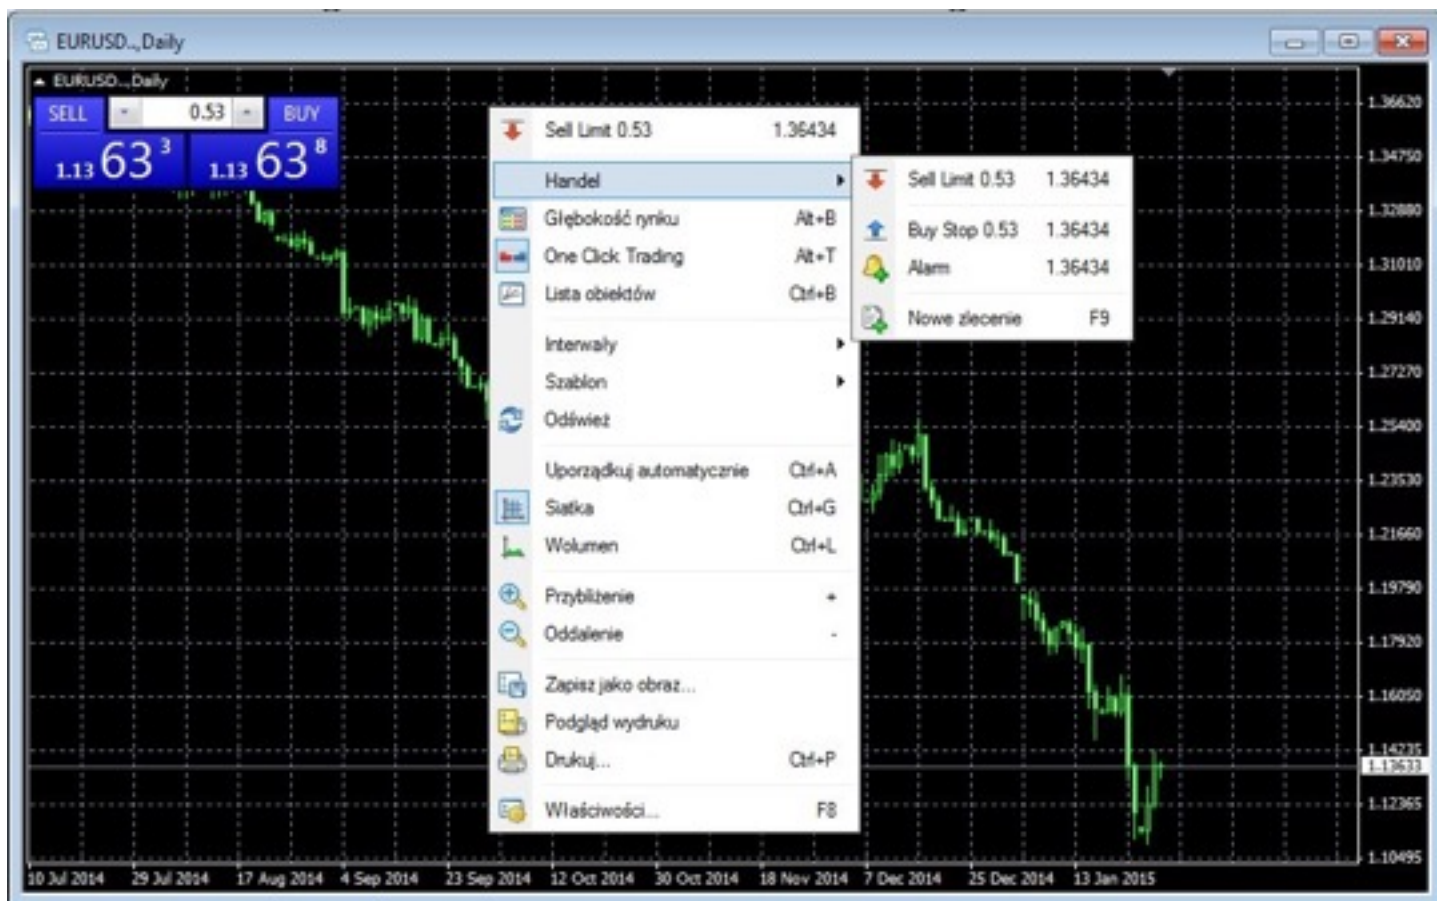 EURUSD..,Daily
EURUSD..,Daily
SELL 0.53 BUY
1.13 63 3 1.13 63 8
Sell Limit 0.53 1.36434
Handel
Głębokość rynku Alt+B
One Click Trading Alt+T
Lista obiektów Ctrl+B
Interwały
Szablon
Odśwież
Uporządkuj automatycznie Ctrl+A
Siatka Ctrl+G
Wolumen Ctrl+L
Przybliżenie +
Oddalenie -
Zapisz jako obraz...
Podgląd wydruku
Drukuj... Ctrl+P
Właściwości... F8
Sell Limit 0.53 1.36434
Buy Stop 0.53 1.36434
Alarm 1.36434
Nowe zlecenie F9
1.36620
1.34750
1.32880
1.31010
1.29140
1.27270
1.25400
1.23530
1.21660
1.19790
1.17920
1.16050
1.14235
1.13633
1.12365
1.10495
10 Jul 2014 29 Jul 2014 17 Aug 2014 4 Sep 2014 23 Sep 2014 12 Oct 2014 30 Oct 2014 18 Nov 2014 7 Dec 2014 25 Dec 2014 13 Jan 2015